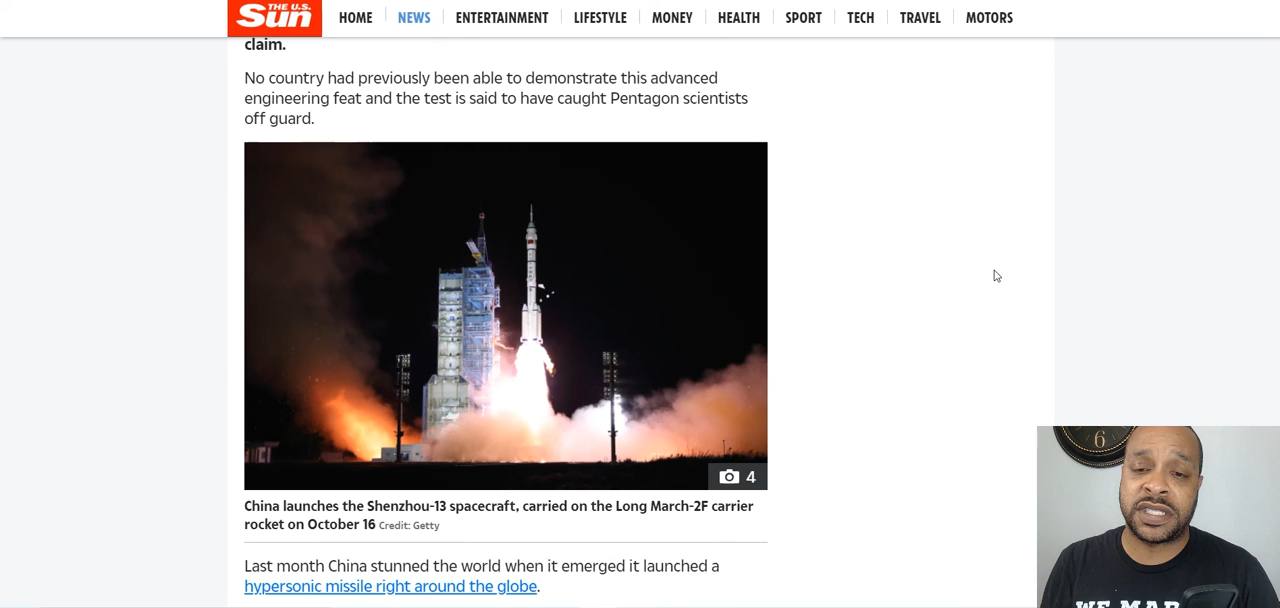 THE U.S.
Sun
HOME NEWS ENTERTAINMENT LIFESTYLE MONEY HEALTH SPORT TECH TRAVEL MOTORS
claim.
No country had previously been able to demonstrate this advanced
engineering feat and the test is said to have caught Pentagon scientists
off guard.
4
China launches the Shenzhou-13 spacecraft, carried on the Long March-2F carrier
rocket on October 16 Credit: Getty
Last month China stunned the world when it emerged it launched a
hypersonic missile right around the globe.
6
WE MAR